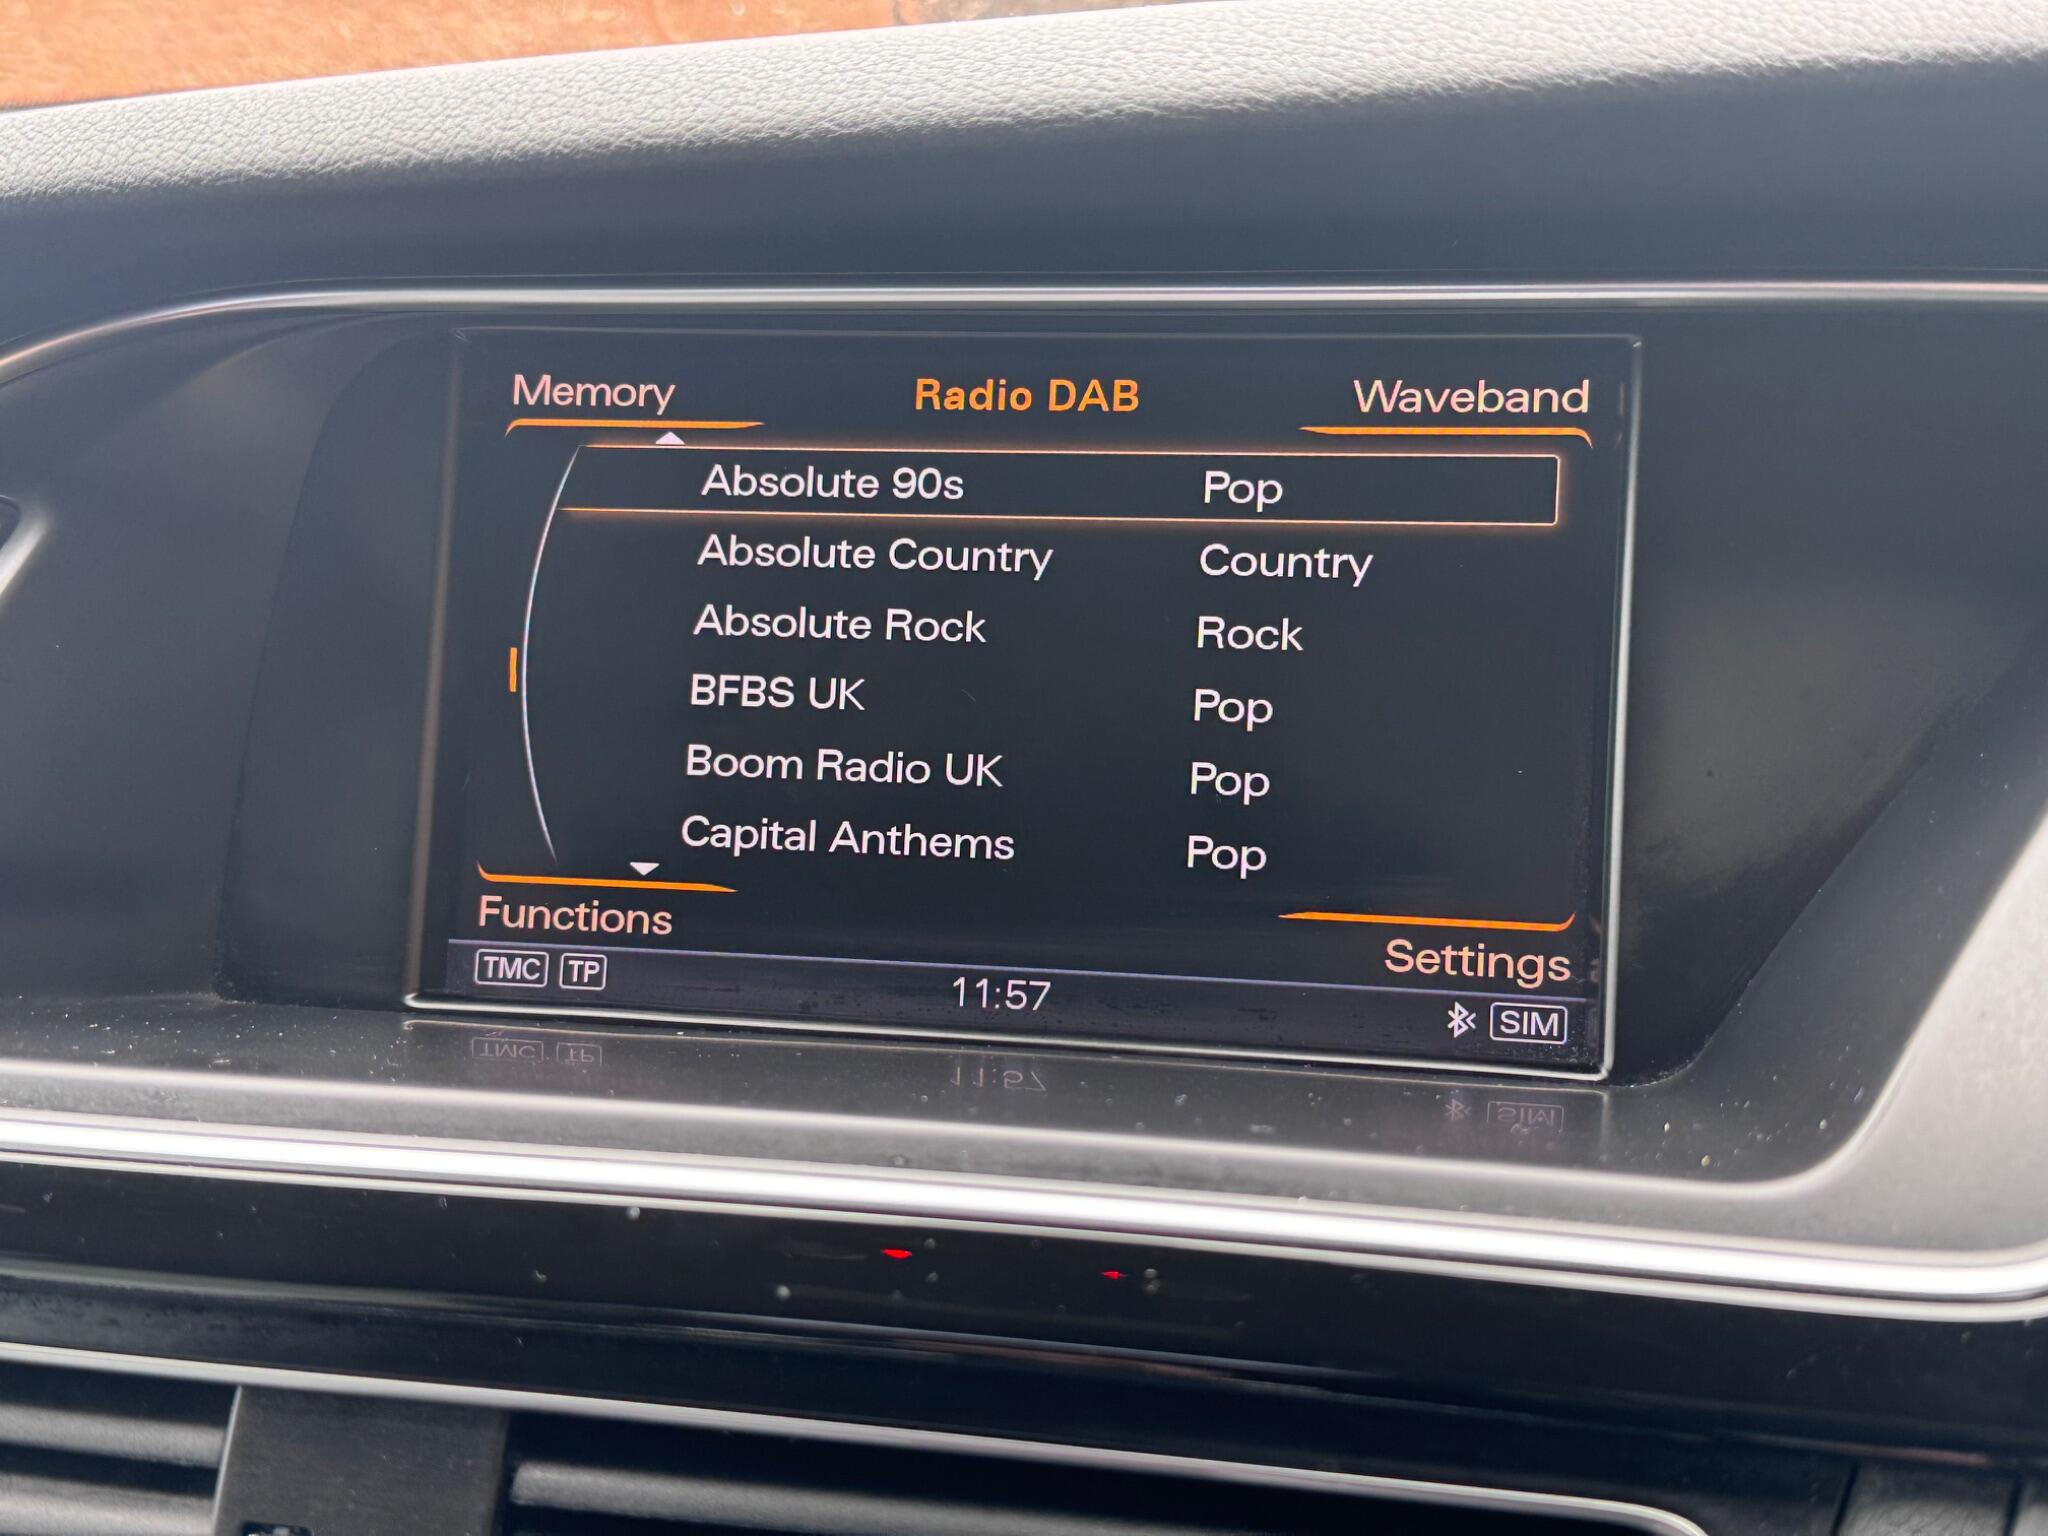 Memory Radio DAB Waveband
Absolute 90s Pop
Absolute Country Country
Absolute Rock Rock
BFBS UK Pop
Boom Radio UK Pop
Capital Anthems Pop
Functions Settings
TMC TP 11:57 SIM